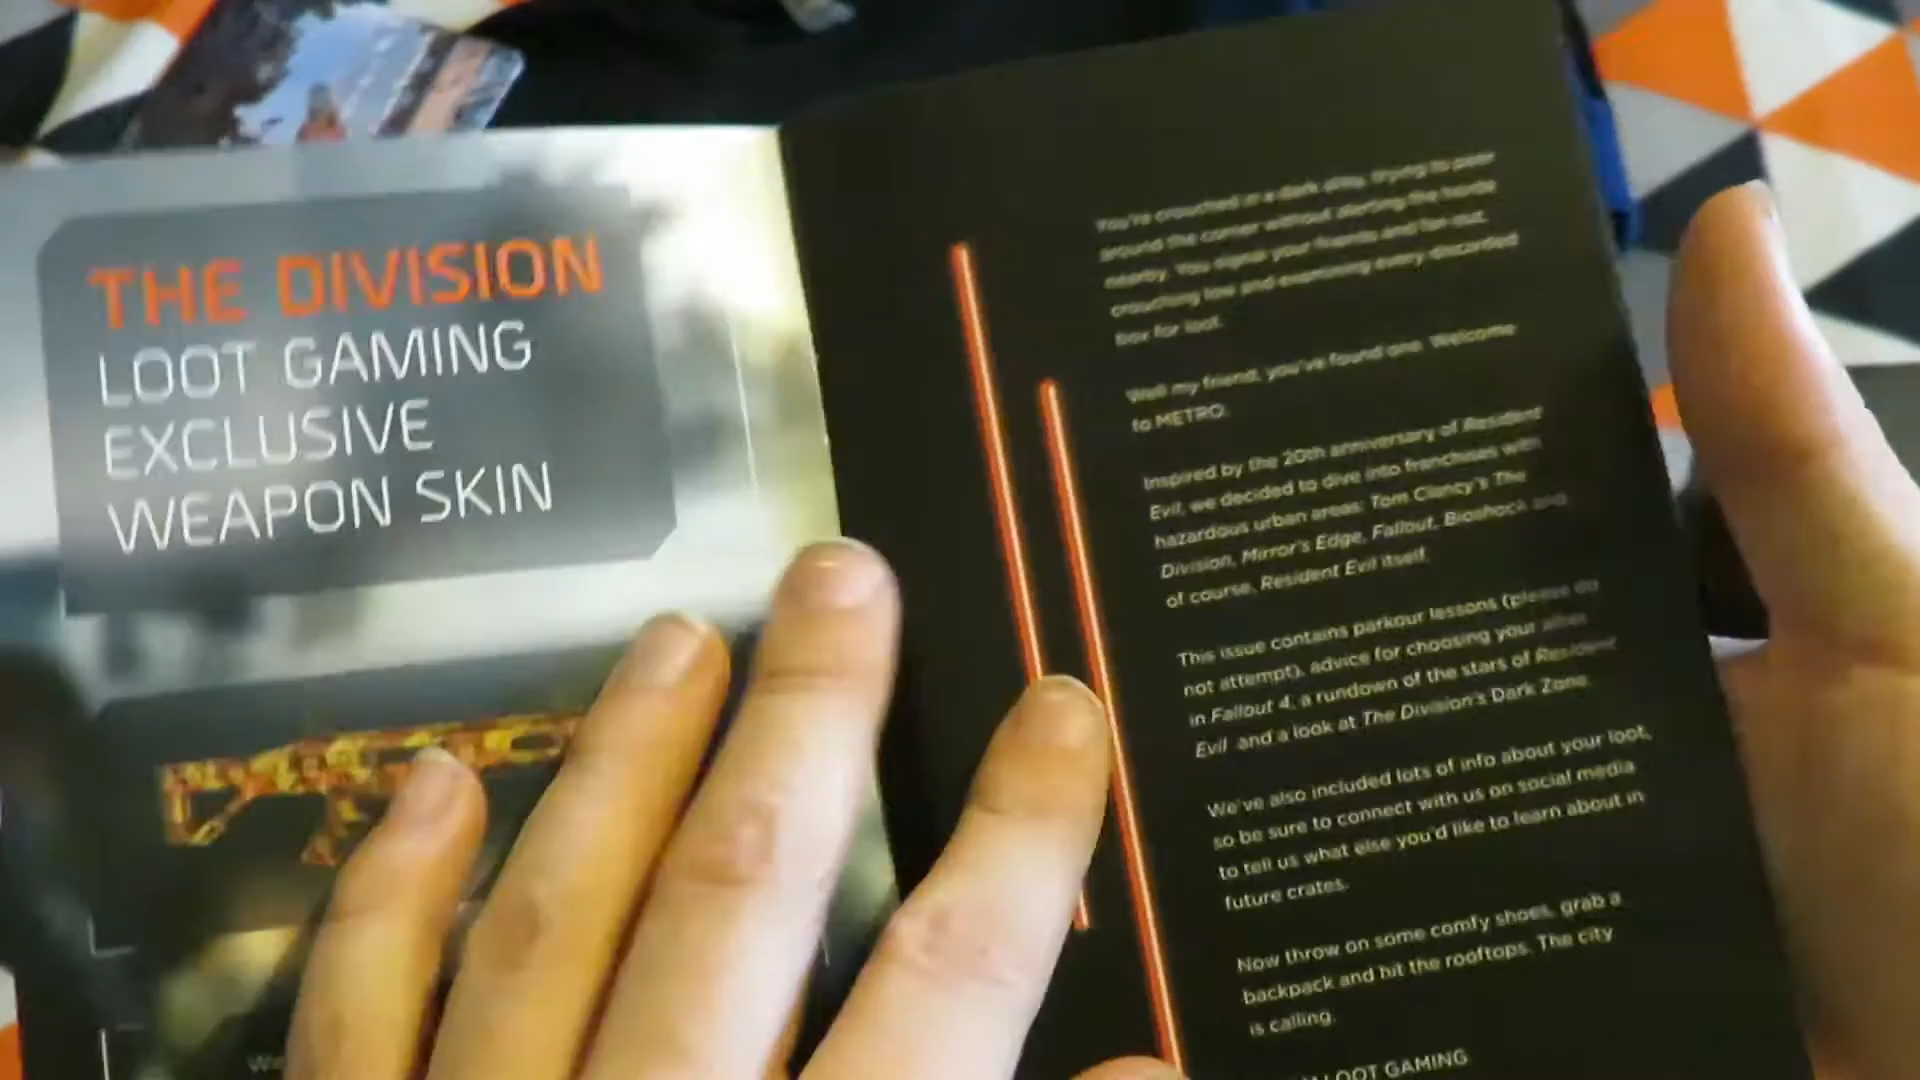 THE DIVISION
LOOT GAMING
EXCLUSIVE
WEAPON SKIN
You're crouched in a dark alley, trying to peer
around the corner without alerting the horde
nearby. You signal your friends and fan out,
crouching low and examining every discarded
box for loot.
Well my friend, you've found one. Welcome
to METRO.
Inspired by the 20th anniversary of Resident
Evil, we decided to dive into franchises with
hazardous urban areas: Tom Clancy's The
Division, Mirror's Edge, Fallout, Bioshock and
of course, Resident Evil itself.
This issue contains parkour lessons (please do
not attempt), advice for choosing your allies
in Fallout 4, a rundown of the stars of Resident
Evil and a look at The Division's Dark Zone.
We've also included lots of info about your loot,
so be sure to connect with us on social media
to tell us what else you'd like to learn about in
future crates.
Now throw on some comfy shoes, grab a
backpack and hit the rooftops. The city
is calling.
LOOT GAMING